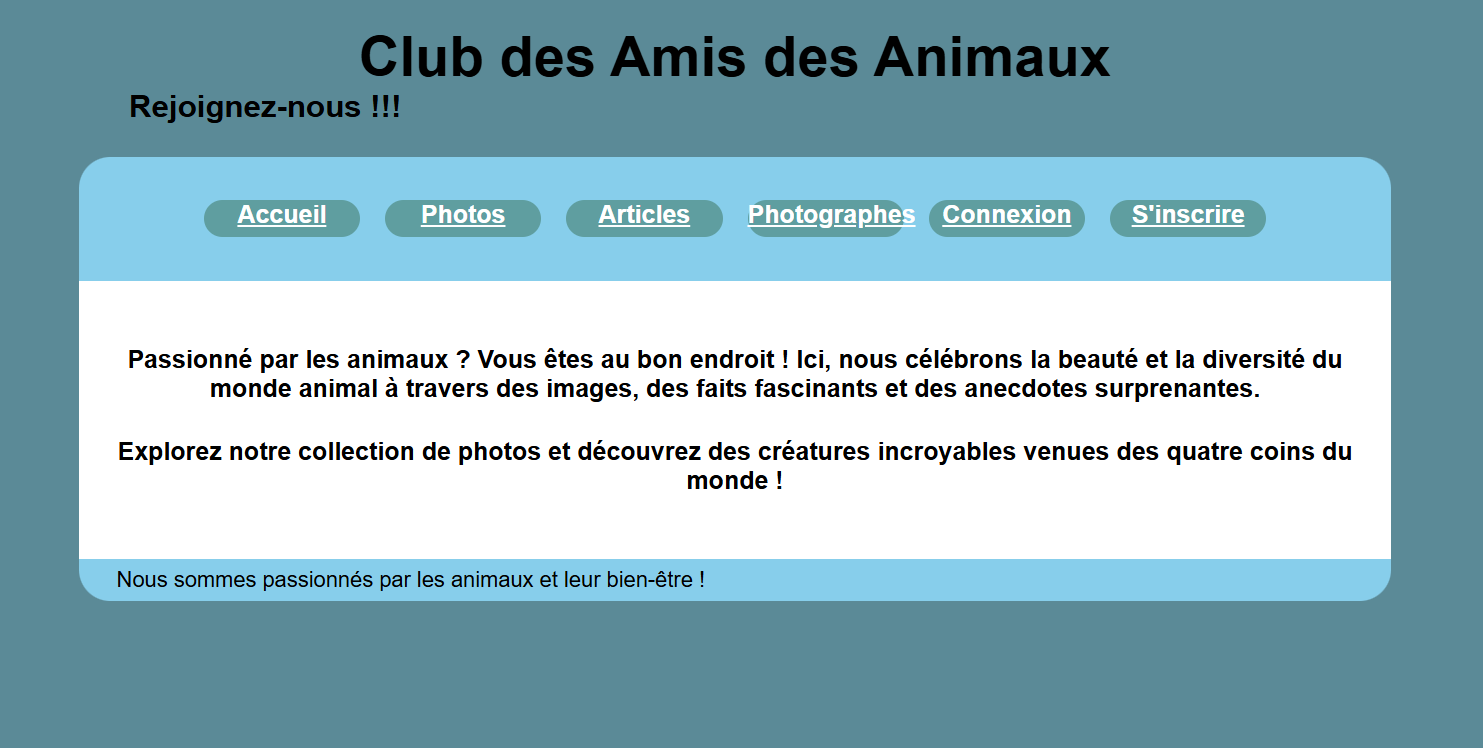 Club des Amis des Animaux
Rejoignez-nous !!!
Accueil Photos Articles Photographes Connexion S'inscrire
Passionné par les animaux ? Vous êtes au bon endroit ! Ici, nous célébrons la beauté et la diversité du
monde animal à travers des images, des faits fascinants et des anecdotes surprenantes.
Explorez notre collection de photos et découvrez des créatures incroyables venues des quatre coins du
monde !
Nous sommes passionnés par les animaux et leur bien-être !